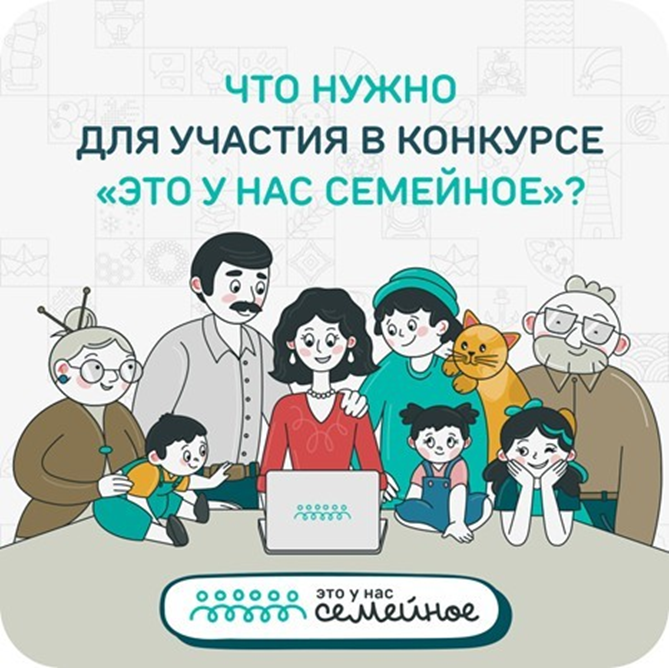 ЧТО НУЖНО
ДЛЯ УЧАСТИЯ В КОНКУРСЕ
«ЭТО У НАС СЕМЕЙНОЕ»?
это у нас
семейное